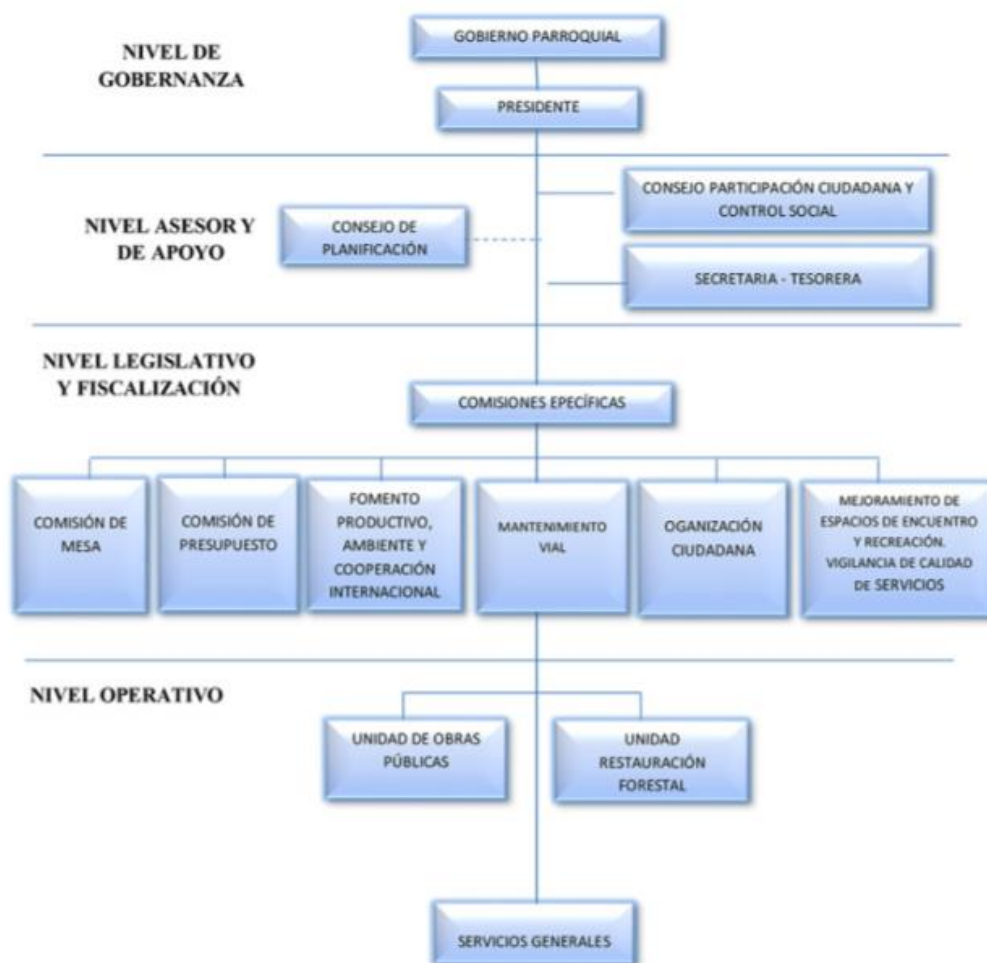 NIVEL DE
GOBERNANZA
GOBIERNO PARROQUIAL
PRESIDENTE
NIVEL ASESOR Y
DE APOYO
CONSEJO DE
PLANIFICACIÓN
CONSEJO PARTICIPACIÓN CIUDADANA Y
CONTROL SOCIAL
SECRETARIA - TESORERA
NIVEL LEGISLATIVO
Y FISCALIZACIÓN
COMISIONES EPECÍFICAS
COMISIÓN DE
MESA
COMISIÓN DE
PRESUPUESTO
FOMENTO
PRODUCTIVO,
AMBIENTE Y
COOPERACIÓN
INTERNACIONAL
MANTENIMIENTO
VIAL
OGANIZACIÓN
CIUDADANA
MEJORAMIENTO DE
ESPACIOS DE ENCUENTRO
Y RECREACIÓN.
VIGILANCIA DE CALIDAD
DE SERVICIOS
NIVEL OPERATIVO
UNIDAD DE OBRAS
PÚBLICAS
UNIDAD
RESTAURACIÓN
FORESTAL
SERVICIOS GENERALES